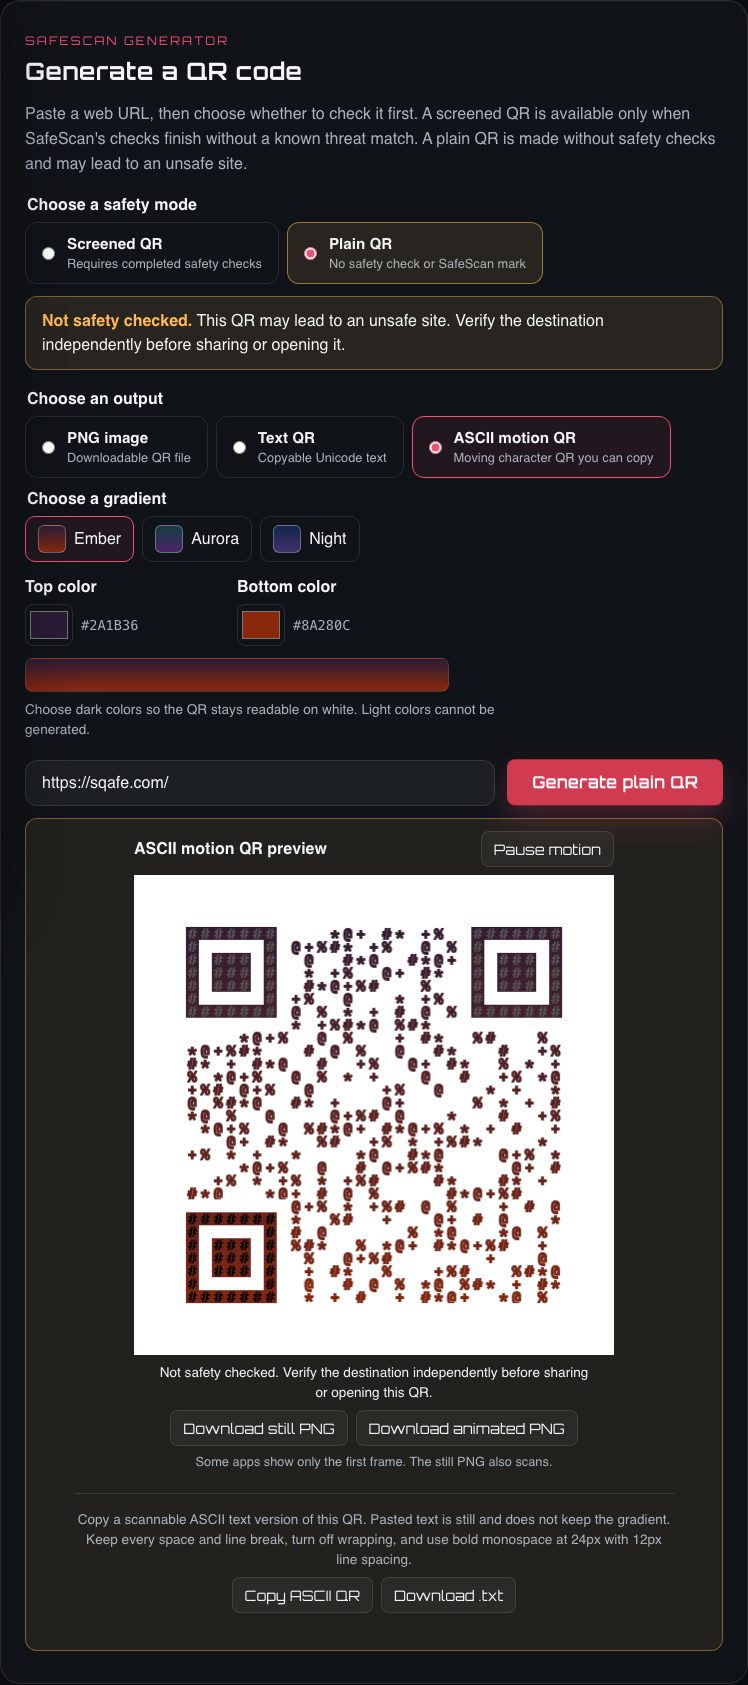 SAFESCAN GENERATOR
Generate a QR code
Paste a web URL, then choose whether to check it first. A screened QR is available only when
SafeScan's checks finish without a known threat match. A plain QR is made without safety checks
and may lead to an unsafe site.
Choose a safety mode
Screened QR
Requires completed safety checks
Plain QR
No safety check or SafeScan mark
Not safety checked. This QR may lead to an unsafe site. Verify the destination
independently before sharing or opening it.
Choose an output
PNG image
Downloadable QR file
Text QR
Copyable Unicode text
ASCII motion QR
Moving character QR you can copy
Choose a gradient
Ember
Aurora
Night
Top color
Bottom color
#2A1B36
#8A280C
Choose dark colors so the QR stays readable on white. Light colors cannot be
generated.
https://sqafe.com/
Generate plain QR
ASCII motion QR preview
Pause motion
Not safety checked. Verify the destination independently before sharing
or opening this QR.
Download still PNG
Download animated PNG
Some apps show only the first frame. The still PNG also scans.
Copy a scannable ASCII text version of this QR. Pasted text is still and does not keep the gradient.
Keep every space and line break, turn off wrapping, and use bold monospace at 24px with 12px
line spacing.
Copy ASCII QR
Download .txt